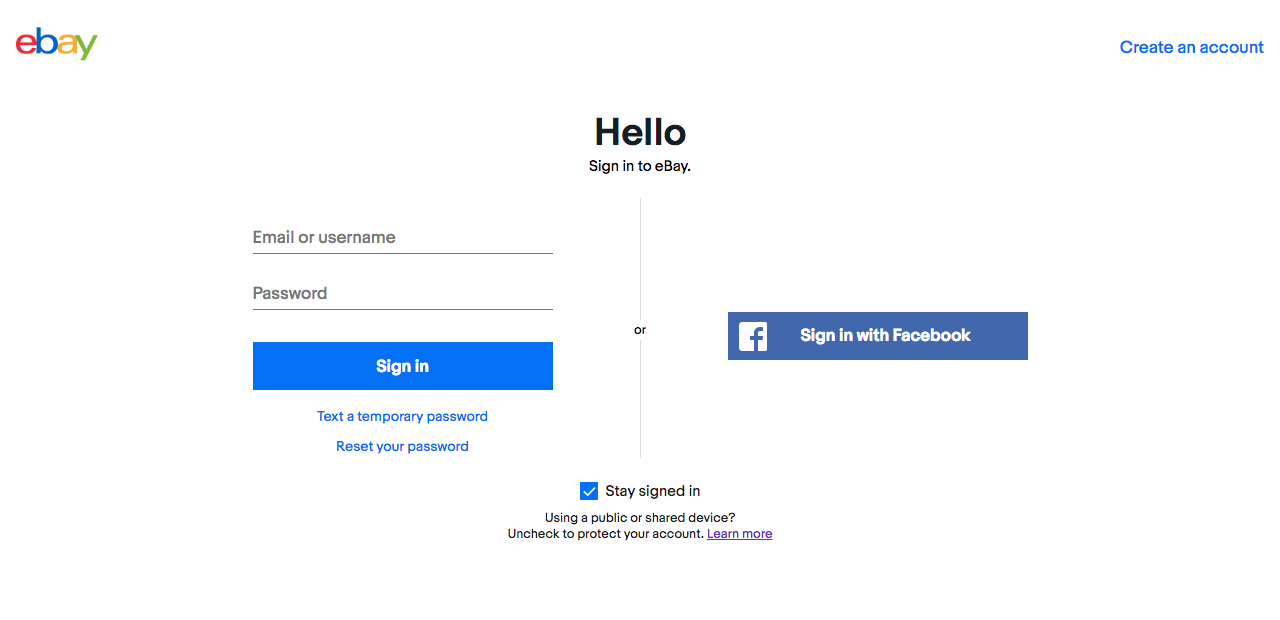 ebay
Create an account
Hello
Sign in to eBay.
Email or username
Password
Sign in
Text a temporary password
Reset your password
or
Sign in with Facebook
Stay signed in
Using a public or shared device?
Uncheck to protect your account. Learn more